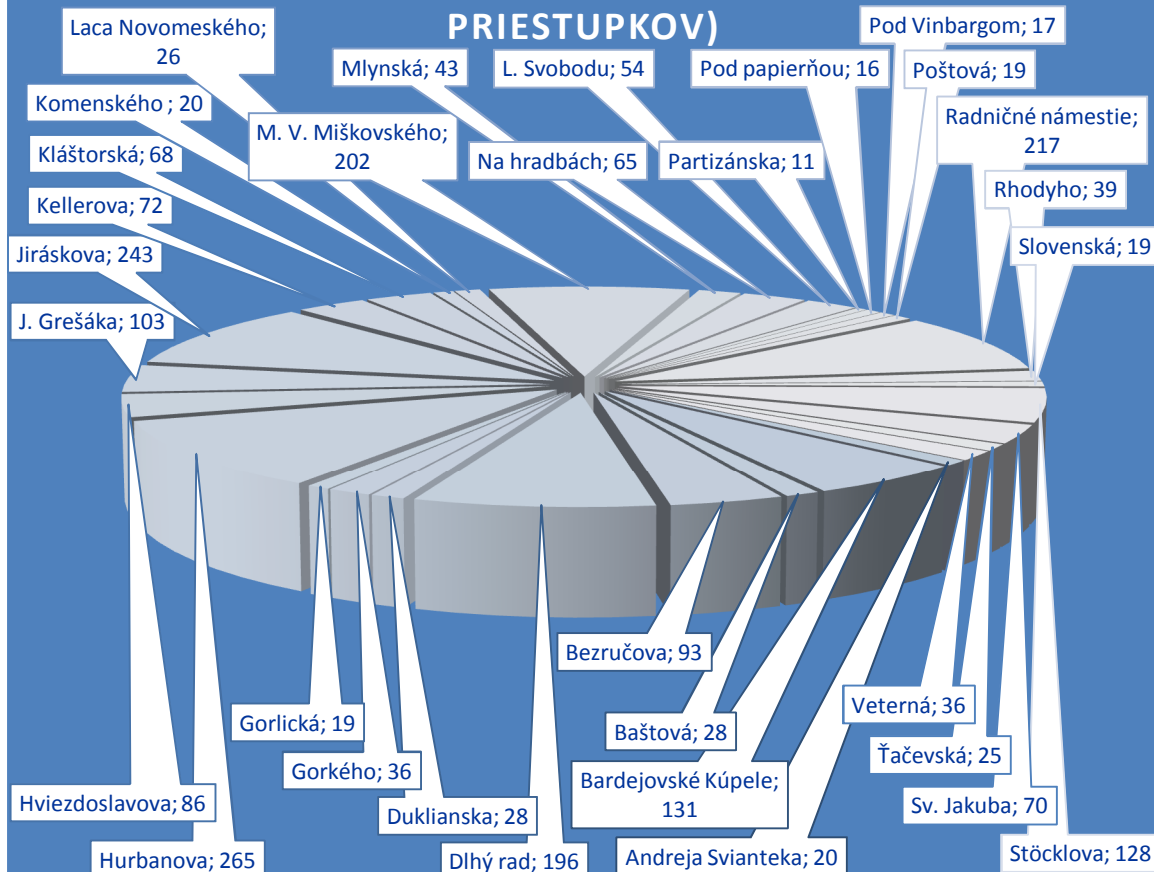 PRIESTUPKOV)
Laca Novomeského;
26
Mlynská; 43
L. Svobodu; 54
Pod papierňou; 16
Pod Vinbargom; 17
Poštová; 19
Komenského ; 20
M. V. Miškovského;
202
Na hradbách; 65
Partizánska; 11
Radničné námestie;
217
Kláštorská; 68
Rhodyho; 39
Kellerova; 72
Slovenská; 19
Jiráskova; 243
J. Grešáka; 103
Bezručova; 93
Veterná; 36
Gorlická; 19
Baštová; 28
Ťačevská; 25
Gorkého; 36
Bardejovské Kúpele;
131
Hviezdoslavova; 86
Duklianska; 28
Sv. Jakuba; 70
Hurbanova; 265
Dlhý rad; 196
Andreja Svianteka; 20
Stöcklova; 128